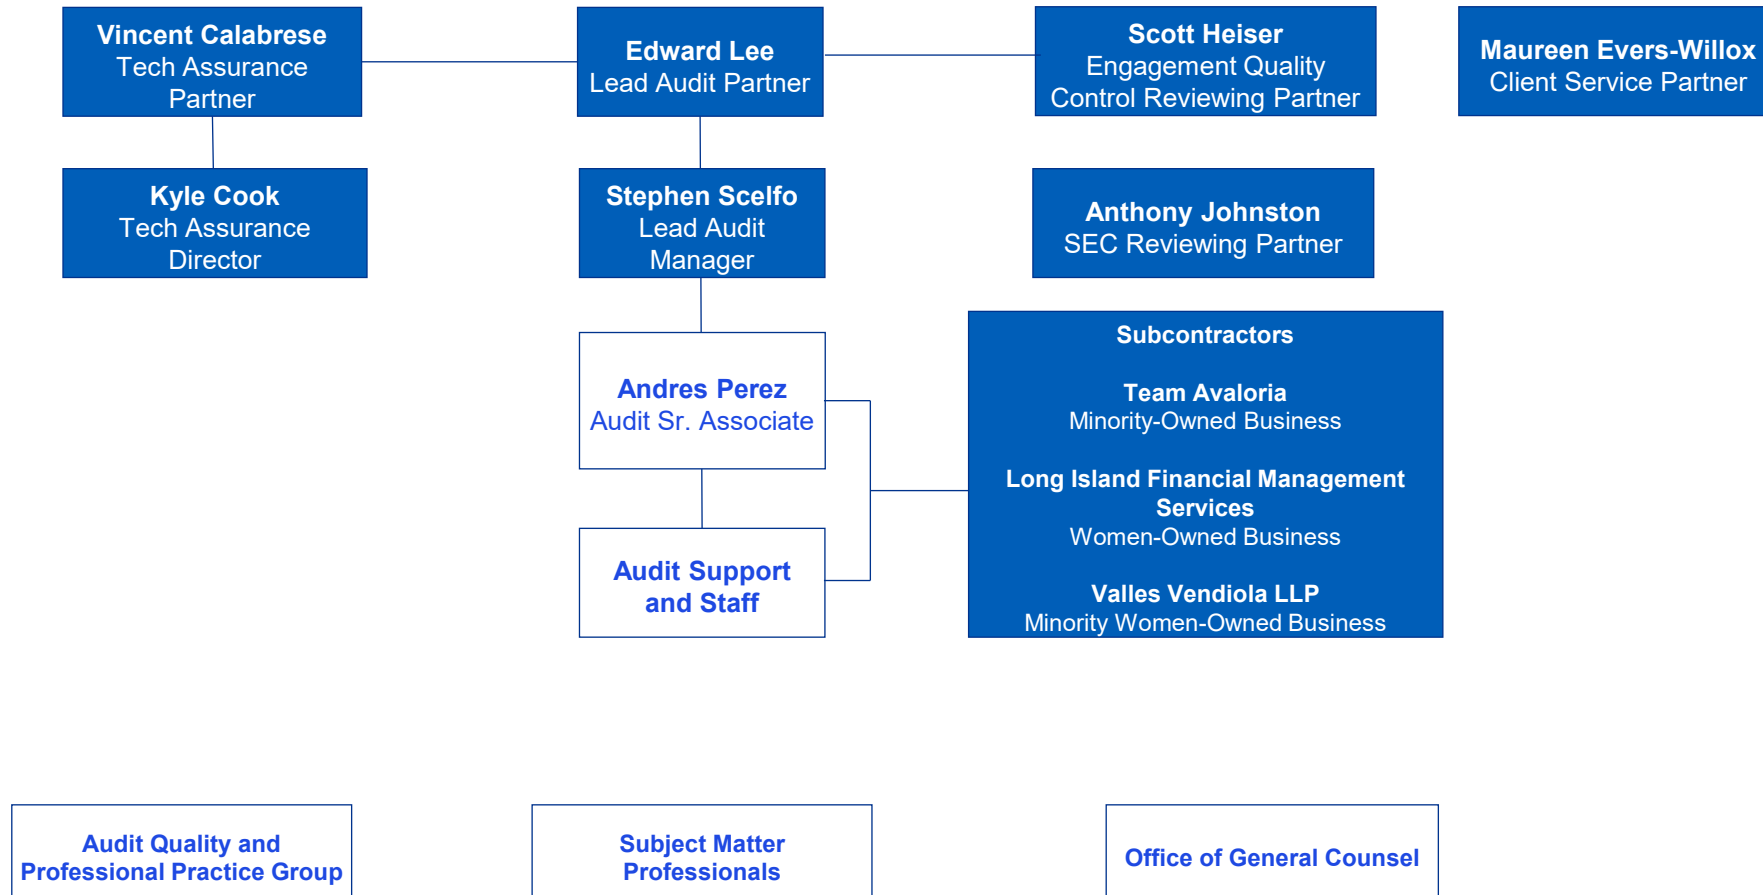 Vincent Calabrese
Tech Assurance
Partner
Edward Lee
Lead Audit Partner
Scott Heiser
Engagement Quality
Control Reviewing Partner
Maureen Evers-Willox
Client Service Partner
Kyle Cook
Tech Assurance
Director
Stephen Scelfo
Lead Audit
Manager
Anthony Johnston
SEC Reviewing Partner
Andres Perez
Audit Sr. Associate
Audit Support
and Staff
Subcontractors
Team Avaloria
Minority-Owned Business
Long Island Financial Management
Services
Women-Owned Business
Valles Vendiola LLP
Minority Women-Owned Business
Audit Quality and
Professional Practice Group
Subject Matter
Professionals
Office of General Counsel